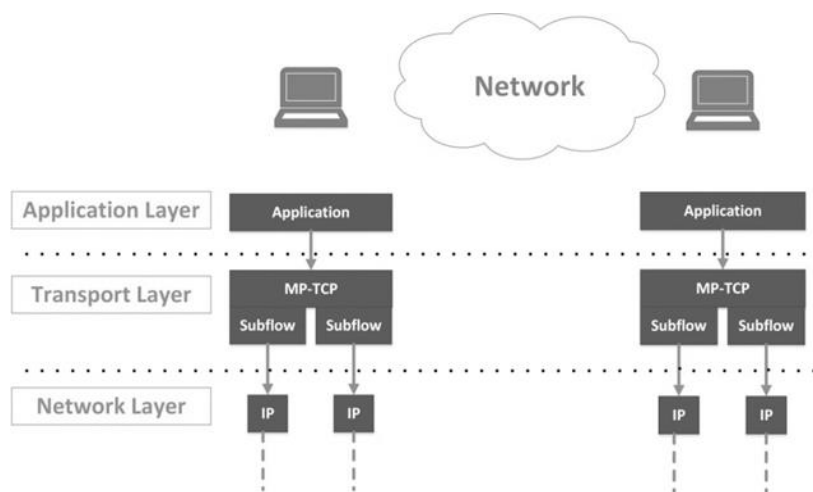 Network
Application Layer
Application
Application
Transport Layer
MP-TCP
MP-TCP
Subflow
Subflow
Subflow
Subflow
Network Layer
IP
IP
IP
IP